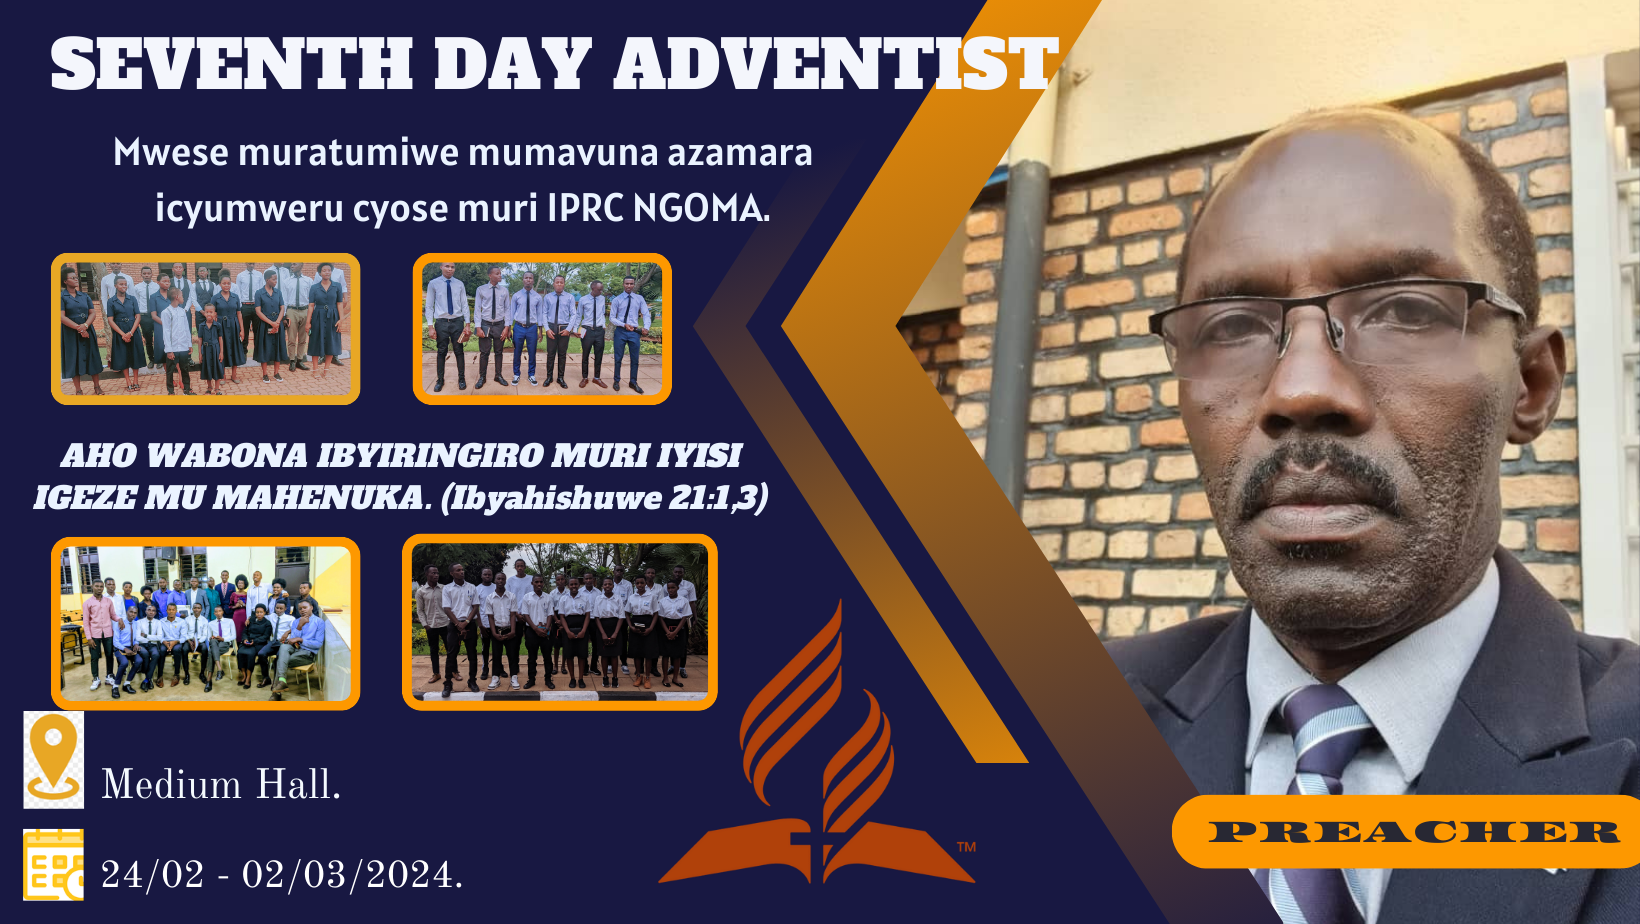 SEVENTH DAY ADVENTIST
Mwese muratumiwe mumavuna azamara
icyumweru cyose muri IPRC NGOMA.
AHO WABONA IBYIRINGIRO MURI IYISI
IGEZE MU MAHENUKA. (Ibyahishuwe 21:1,3)
Medium Hall.
24/02 - 02/03/2024.
TM
PREACHER